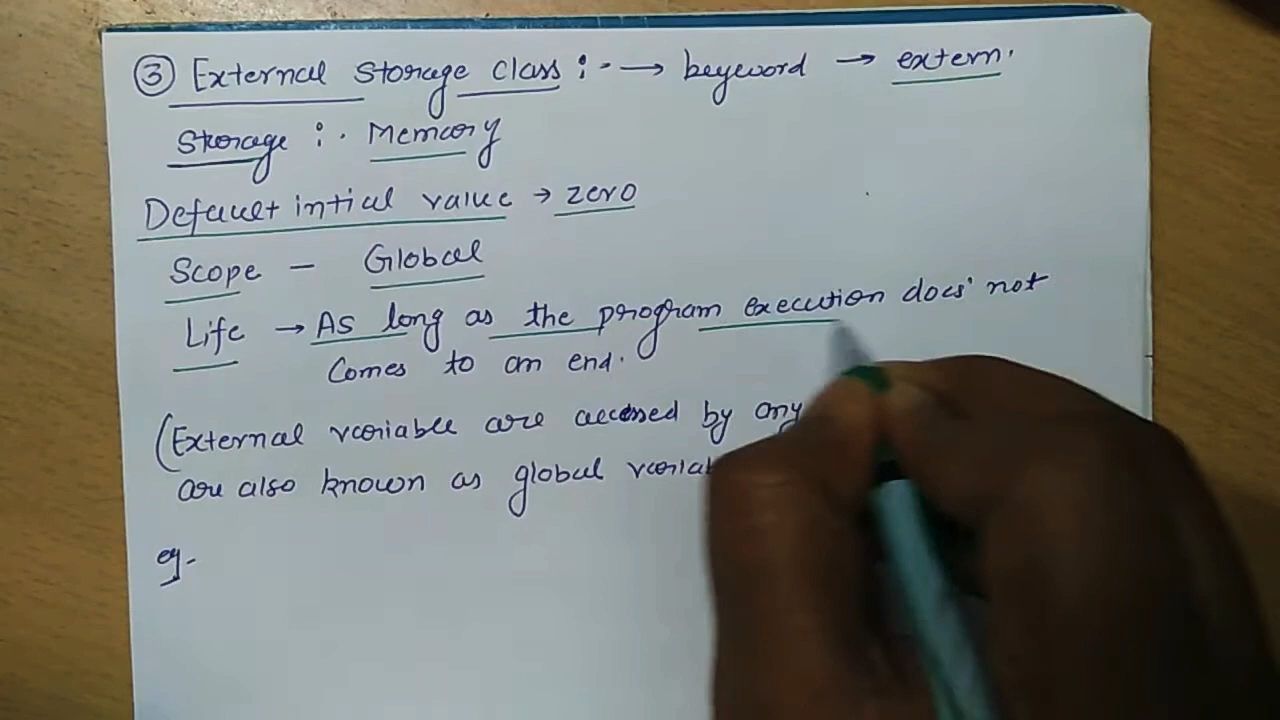 ③ External Storage Class :- → keyword → extern.
Storage :- Memory
Default intial value → zero
Scope - Global
Life → As long as the program execution does not
Comes to an end.
(External variable are accessed by any
are also known as global
eg.